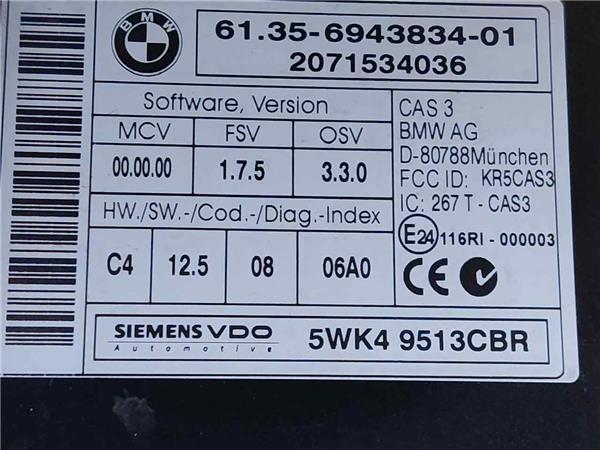 BMW
61.35-6943834-01
2071534036
Software, Version
MCV FSV OSV
00.00.00 1.7.5 3.3.0
HW./SW.-/Cod.-/Diag.-Index
C4 12.5 08 06A0
CAS 3
BMW AG
D-80788München
FCC ID: KR5CAS3
IC: 267 T - CAS3
E24 116RI - 000003
CE N
SIEMENS VDO
Automotive
5WK4 9513CBR